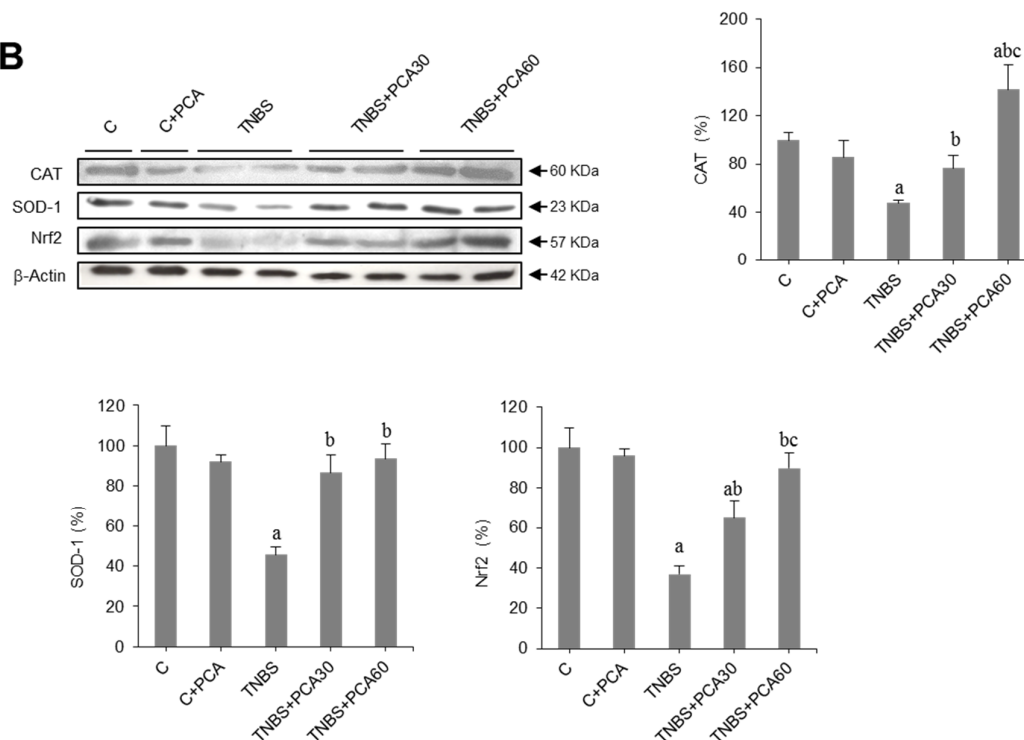 B
C
C+PCA
TNBS
TNBS+PCA30
TNBS+PCA60
CAT
60 KDa
SOD-1
23 KDa
Nrf2
57 KDa
β-Actin
42 KDa
CAT (%)
200
160
120
80
40
0
a
b
abc
C
C+PCA
TNBS
TNBS+PCA30
TNBS+PCA60
SOD-1 (%)
120
100
80
60
40
20
0
a
b
b
C
C+PCA
TNBS
TNBS+PCA30
TNBS+PCA60
Nrf2 (%)
120
100
80
60
40
20
0
a
ab
bc
C
C+PCA
TNBS
TNBS+PCA30
TNBS+PCA60